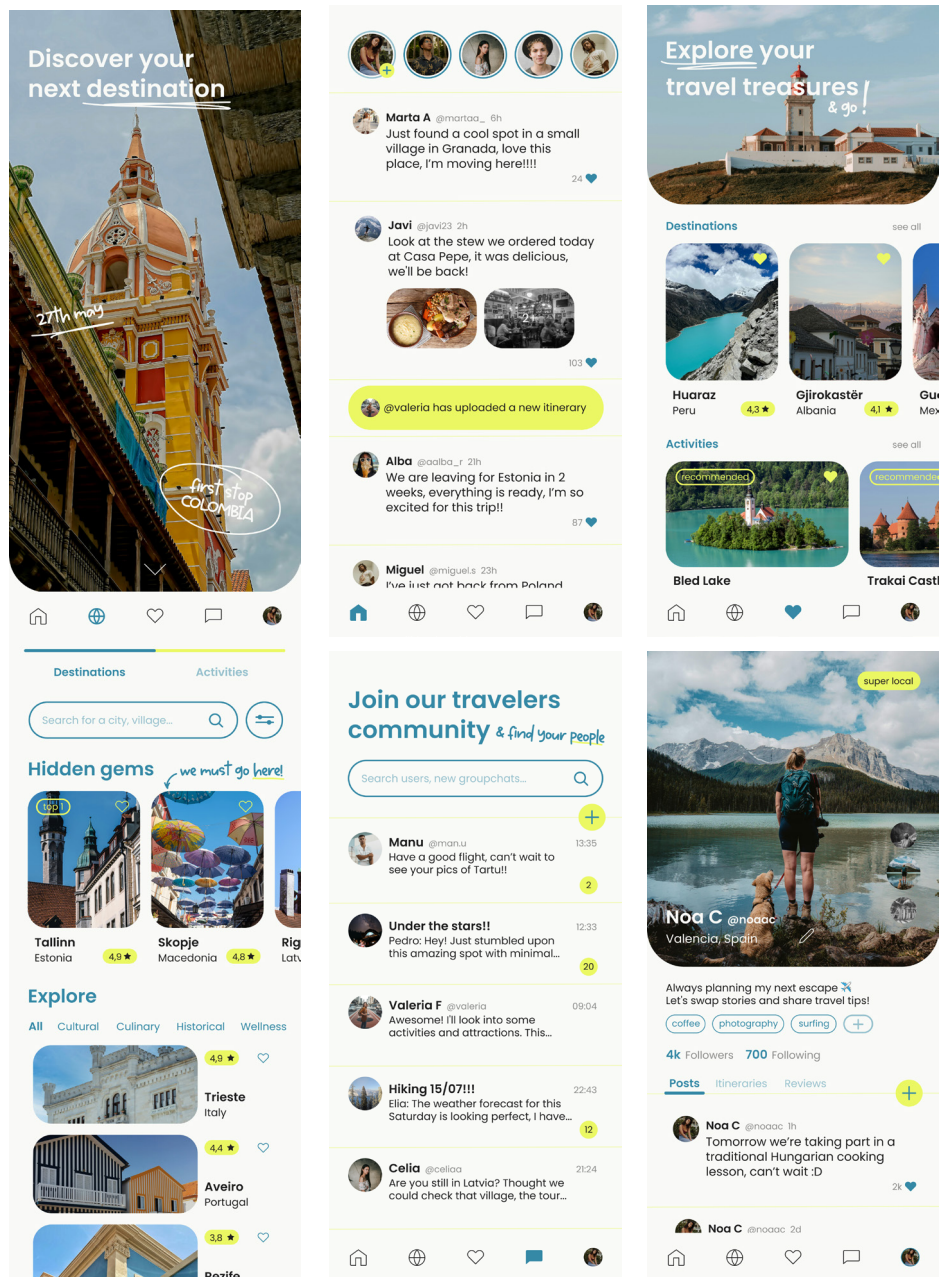 Discover your
next destination
27th may
first stop
COLOMBIA
Destinations
Activities
Search for a city, village...
Hidden gems
we must go here!
top 1
Tallinn
Estonia
4,9 ★
Skopje
Macedonia
4,8 ★
Rig
Latv
Explore
All
Cultural
Culinary
Historical
Wellness
4,9 ★
Trieste
Italy
4,4 ★
Aveiro
Portugal
3,8 ★
Marta A @martaa_ 6h
Just found a cool spot in a small
village in Granada, love this
place, I'm moving here!!!!
24
Javi @javi23 2h
Look at the stew we ordered today
at Casa Pepe, it was delicious,
we'll be back!
2+
103
@valeria has uploaded a new itinerary
Alba @aalba_r 21h
We are leaving for Estonia in 2
weeks, everything is ready, I'm so
excited for this trip!!
87
Miguel @miguel.s 23h
I've just got back from Poland
Join our travelers
community & find your people
Search users, new groupchats...
Manu @man.u 13:35
Have a good flight, can't wait to
see your pics of Tartu!!
2
Under the stars!! 12:33
Pedro: Hey! Just stumbled upon
this amazing spot with minimal...
20
Valeria F @valeria 09:04
Awesome! I'll look into some
activities and attractions. This...
Hiking 15/07!!! 22:43
Elia: The weather forecast for this
Saturday is looking perfect, I have...
12
Celia @celiaa 21:24
Are you still in Latvia? Thought we
could check that village, the tour...
Explore your
travel treasures
& go!
Destinations see all
Huaraz
Peru
4,3 ★
Gjirokastër
Albania
4,1 ★
Gu
Mex
Activities see all
recommended
Bled Lake
recommende
Trakai Castl
super local
Noa C @noaac
Valencia, Spain
Always planning my next escape ✈️
Let's swap stories and share travel tips!
coffee
photography
surfing
+
4k Followers 700 Following
Posts
Itineraries
Reviews
Noa C @noaac 1h
Tomorrow we're taking part in a
traditional Hungarian cooking
lesson, can't wait :D
2k
Noa C @noaac 2d